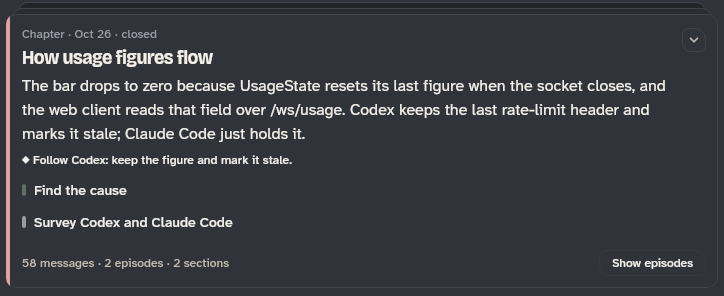 Chapter · Oct 26 · closed
How usage figures flow
The bar drops to zero because UsageState resets its last figure when the socket closes, and
the web client reads that field over /ws/usage. Codex keeps the last rate-limit header and
marks it stale; Claude Code just holds it.
◆ Follow Codex: keep the figure and mark it stale.
Find the cause
Survey Codex and Claude Code
58 messages · 2 episodes · 2 sections
Show episodes